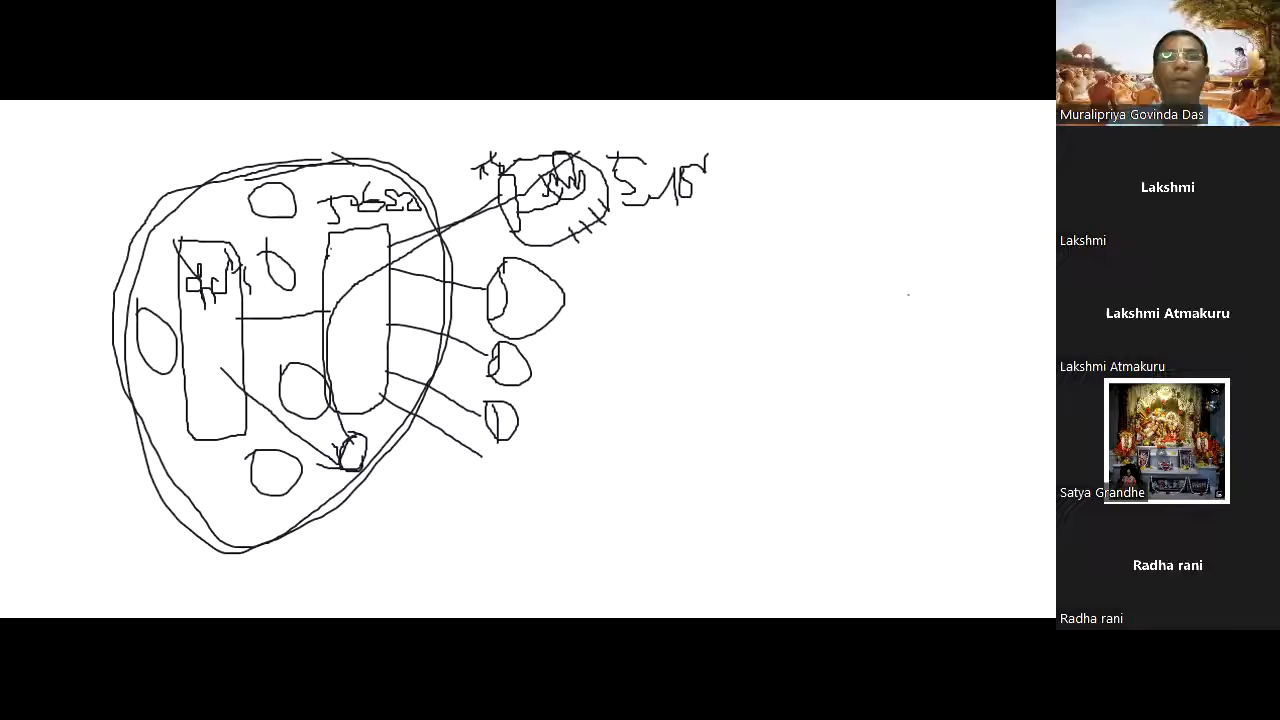 Muralipriya Govinda Das
Lakshmi
Lakshmi
Lakshmi Atmakuru
Lakshmi Atmakuru
Satya Grandhe
Radha rani
Radha rani